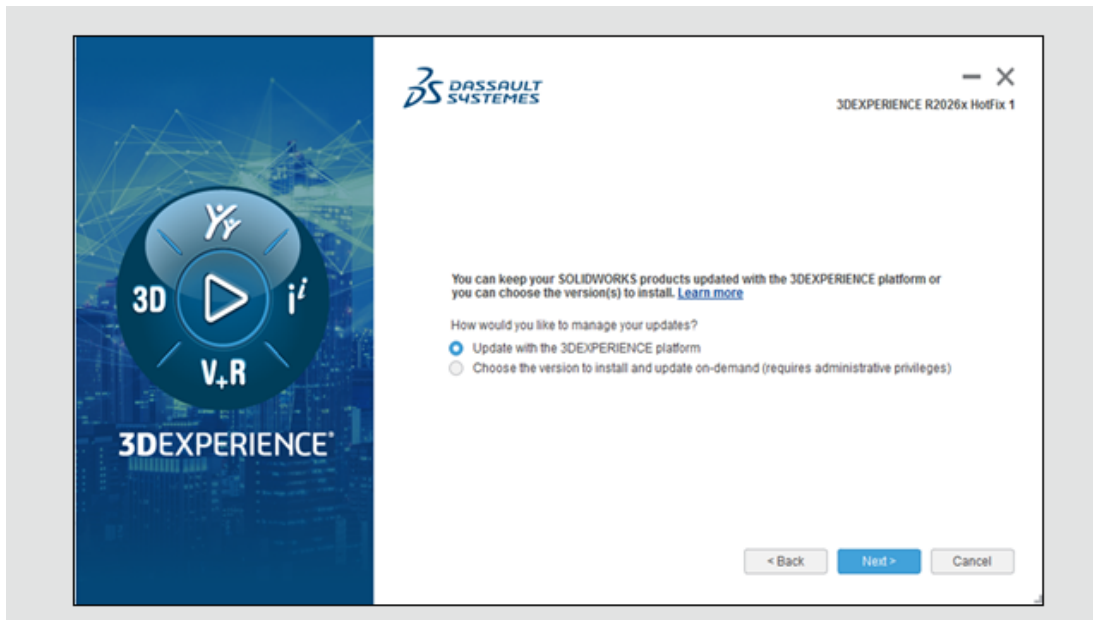 DASSAULT
SYSTEMES
3DEXPERIENCE R2026x HotFix 1
3D
i
V+R
3DEXPERIENCE®
You can keep your SOLIDWORKS products updated with the 3DEXPERIENCE platform or
you can choose the version(s) to install. Learn more
How would you like to manage your updates?
Update with the 3DEXPERIENCE platform
Choose the version to install and update on-demand (requires administrative privileges)
< Back
Next >
Cancel